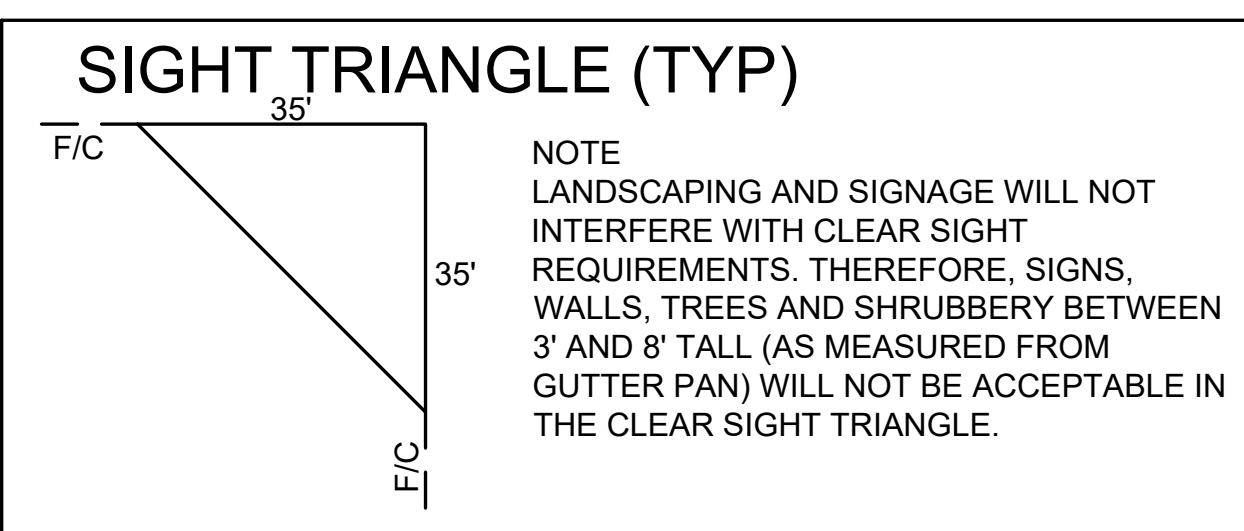 SIGHT TRIANGLE (TYP)
35'
F/C
35'
F/C
NOTE
LANDSCAPING AND SIGNAGE WILL NOT
INTERFERE WITH CLEAR SIGHT
REQUIREMENTS. THEREFORE, SIGNS,
WALLS, TREES AND SHRUBBERY BETWEEN
3' AND 8' TALL (AS MEASURED FROM
GUTTER PAN) WILL NOT BE ACCEPTABLE IN
THE CLEAR SIGHT TRIANGLE.